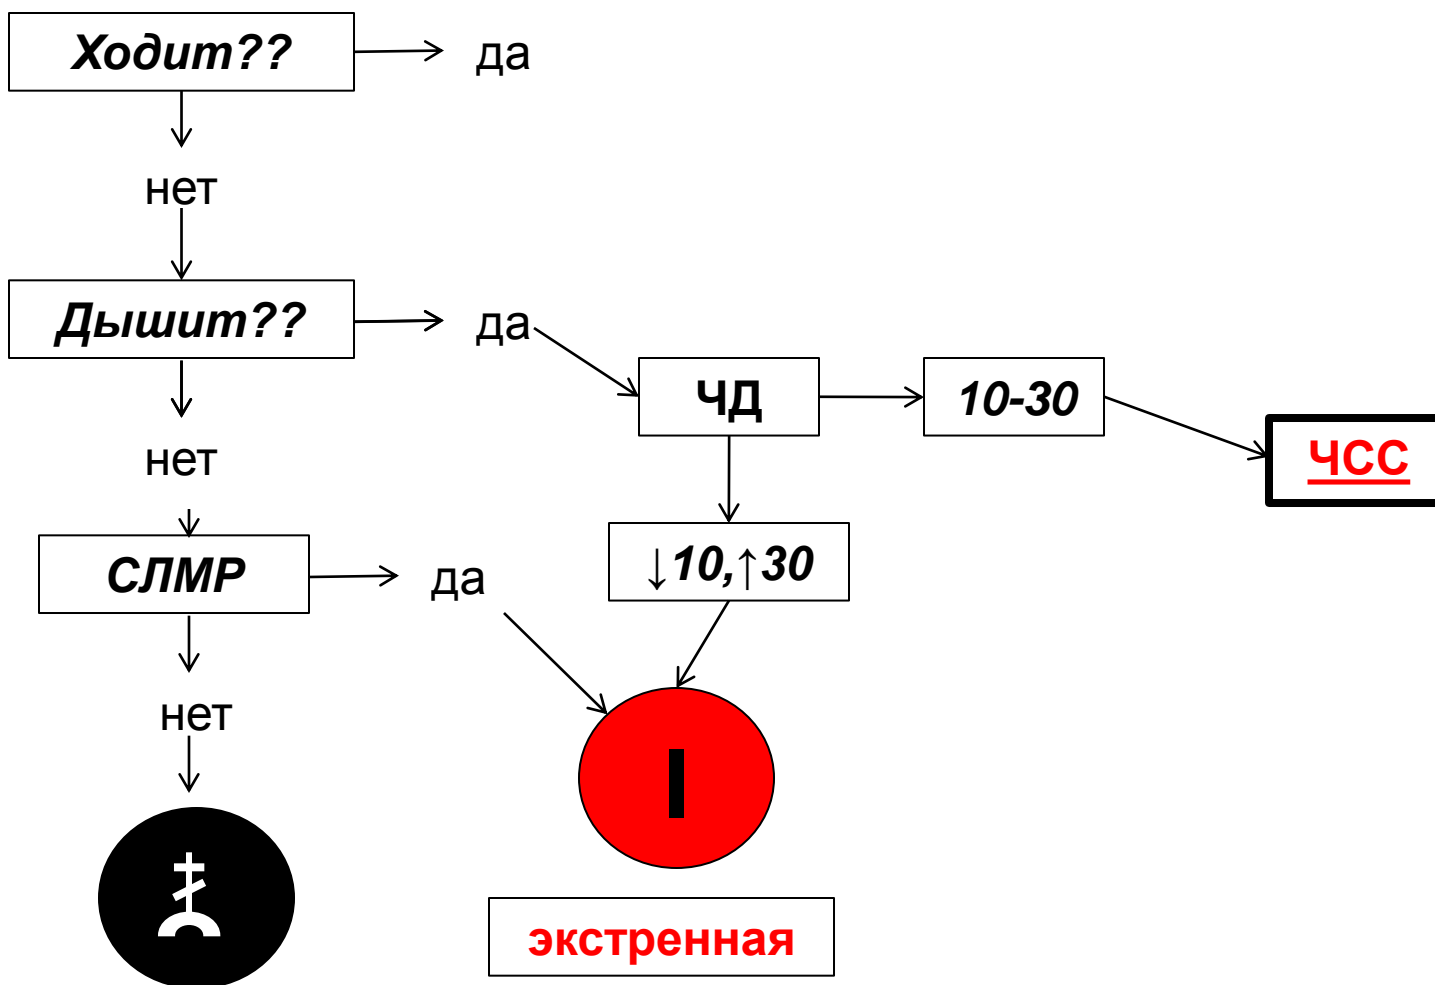 Ходит??
да
нет
Дышит??
да
ЧД
10-30
ЧСС
нет
↓10,↑30
СЛМР
да
нет
I
экстренная